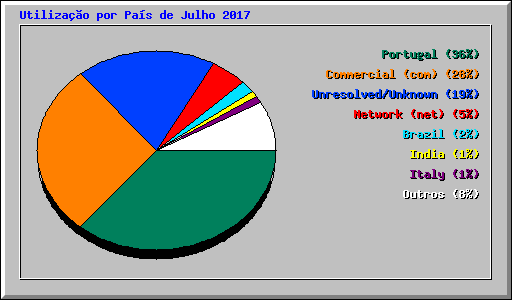 Utilização por País de Julho 2017
Portugal (36%)
Commercial (com) (28%)
Unresolved/Unknown (19%)
Network (net) (5%)
Brazil (2%)
India (1%)
Italy (1%)
Outros (8%)